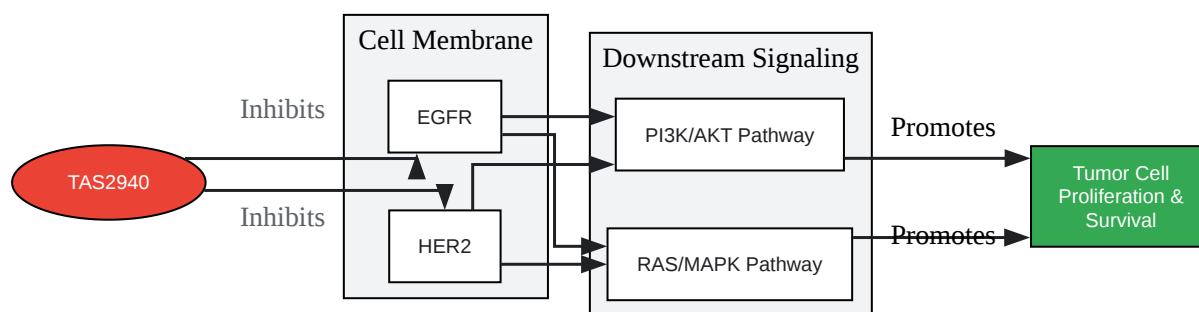 Cell Membrane
Downstream Signaling
Inhibits
EGFR
PI3K/AKT Pathway
Promotes
TAS2940
Tumor Cell
Proliferation &
Survival
Inhibits
HER2
RAS/MAPK Pathway
Promotes